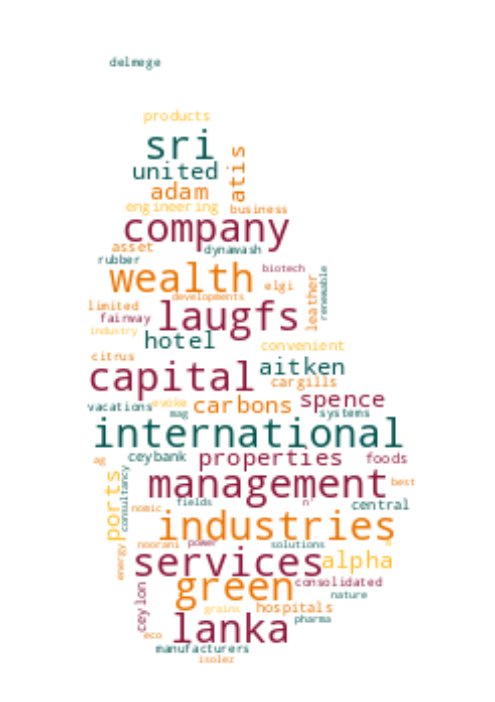 delmege
products
sri
united
atis
adam
engineering
business
company
asset
dynawash
rubber
wealth
biotech
elgi
leather
renewable
developments
limited
laugfs
fairway
industry
hotel
convenient
citrus
aitken
capital
cargills
vacations
evoke
carbons
spence
mag
systems
international
ceybank
properties
foods
ag
ports
consultancy
management
best
fields
n'
central
nomic
industries
noorani
power
solutions
energy
services
alpha
green
consolidated
nature
ceylon
grains
hospitals
eco
lanka
pharma
manufacturers
isolez